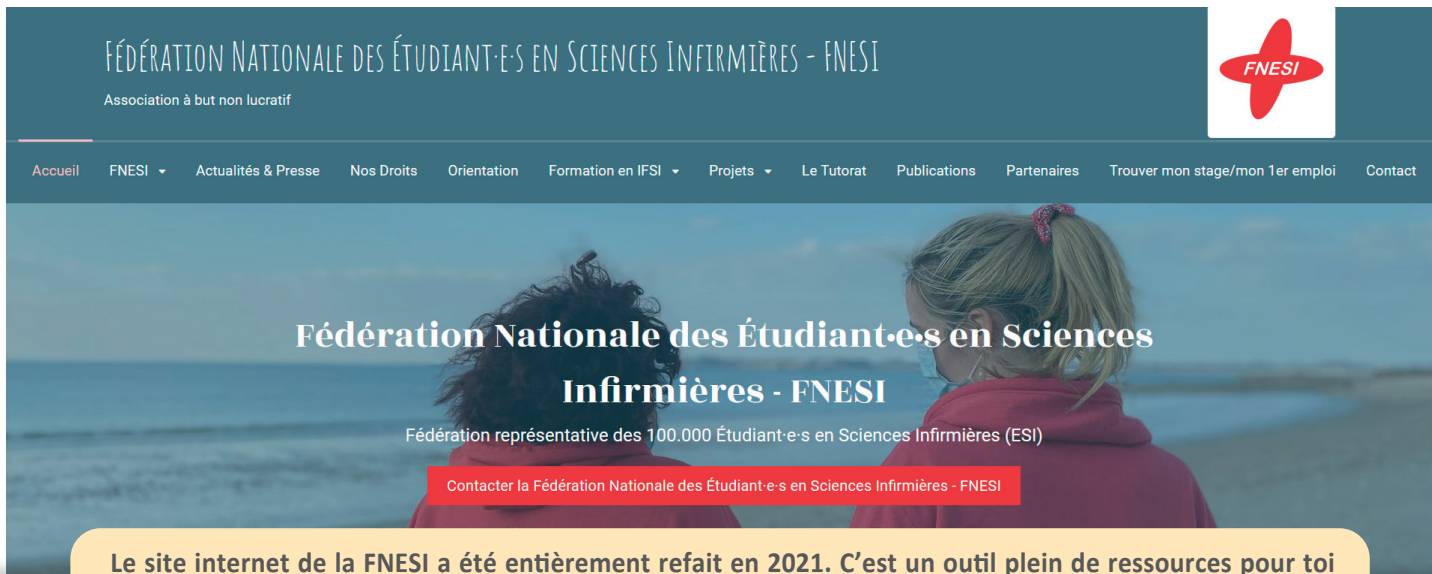 Fédération Nationale des Étudiant·e·s en Sciences Infirmières - FNESI
Association à but non lucratif
FNESI
Accueil FNESI Actualités & Presse Nos Droits Orientation Formation en IFSI Projets Le Tutorat Publications Partenaires Trouver mon stage/mon 1er emploi Contact
Fédération Nationale des Étudiant·e·s en Sciences
Infirmières - FNESI
Fédération représentative des 100.000 Étudiant·e·s en Sciences Infirmières (ESI)
Contacter la Fédération Nationale des Étudiant·e·s en Sciences Infirmières - FNESI
Le site internet de la FNESI a été entièrement refait en 2021. C’est un outil plein de ressources pour toi